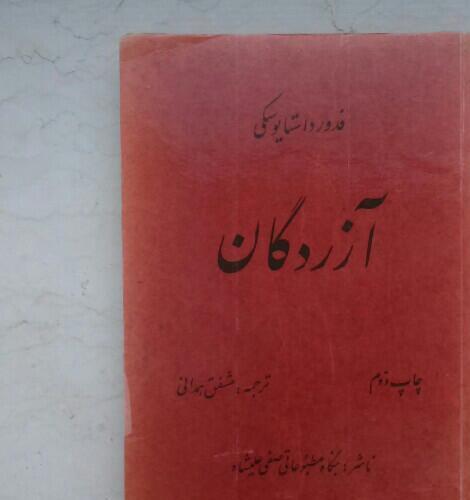 فدور داستایوسکی
آزردگان
چاپ دوم ترجمه: مشفق همدانی
ناشر: بنگاه مطبوعاتی صفی علیشاه